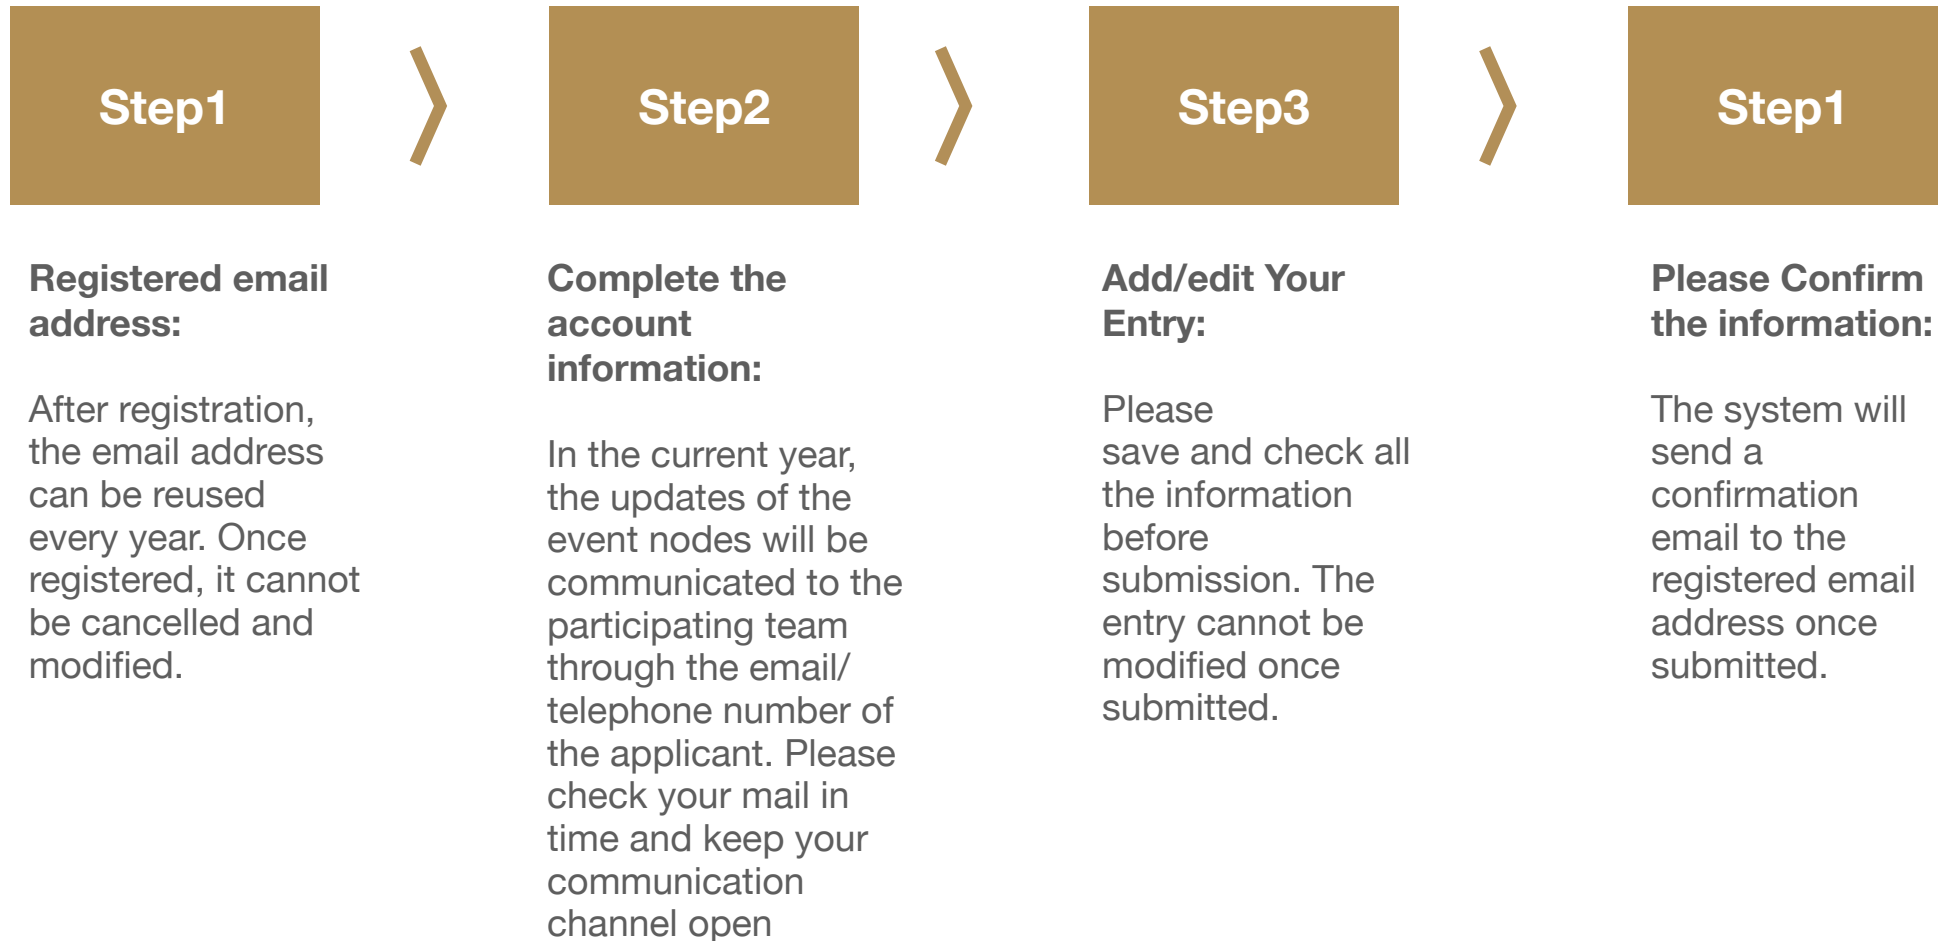 Step1
Step2
Step3
Step1
Registered email
address:
After registration,
the email address
can be reused
every year. Once
registered, it cannot
be cancelled and
modified.
Complete the
account
information:
In the current year,
the updates of the
event nodes will be
communicated to the
participating team
through the email/
telephone number of
the applicant. Please
check your mail in
time and keep your
communication
channel open
Add/edit Your
Entry:
Please
save and check all
the information
before
submission. The
entry cannot be
modified once
submitted.
Please Confirm
the information:
The system will
send a
confirmation
email to the
registered email
address once
submitted.